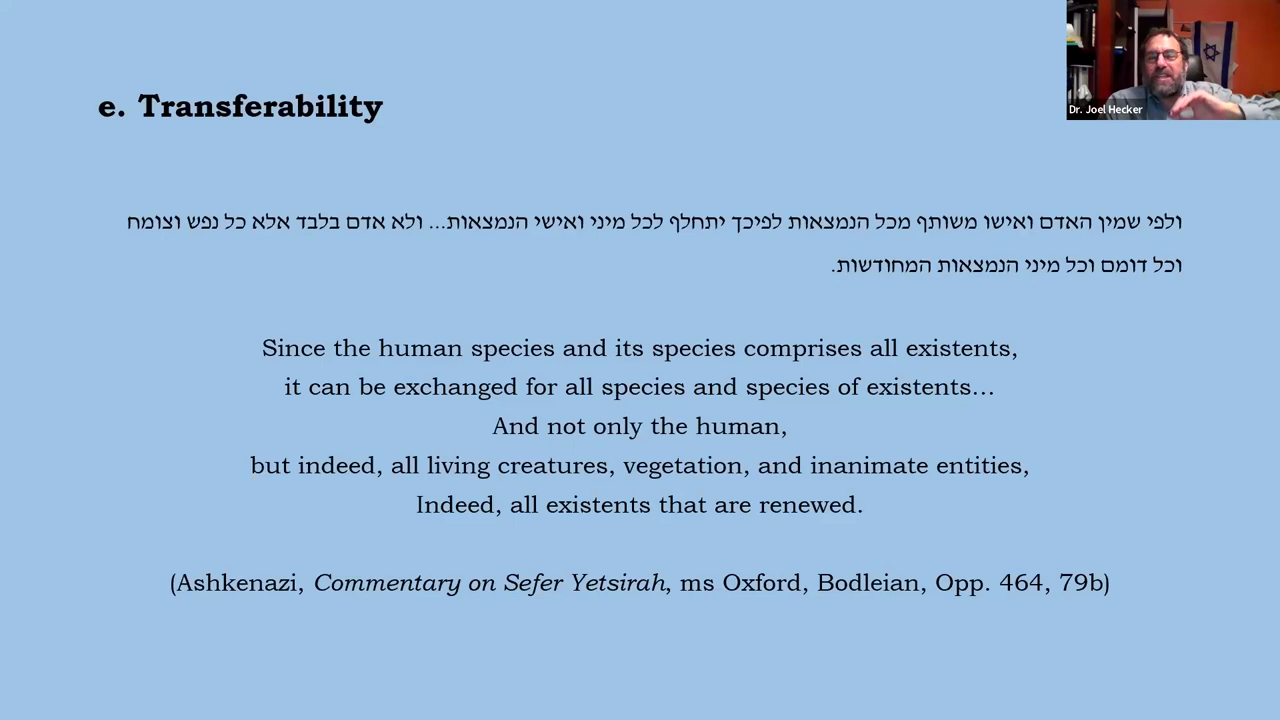 Dr. Joel Hecker
e. Transferability
ולפי שמין האדם ואישו משותף מכל הנמצאות לפיכך יתחלף לכל מיני ואישי הנמצאות... ולא אדם בלבד אלא כל נפש וצומח
וכל דומם וכל מיני הנמצאות המחודשות.
Since the human species and its species comprises all existents,
it can be exchanged for all species and species of existents...
And not only the human,
but indeed, all living creatures, vegetation, and inanimate entities,
Indeed, all existents that are renewed.
(Ashkenazi, Commentary on Sefer Yetsirah, ms Oxford, Bodleian, Opp. 464, 79b)